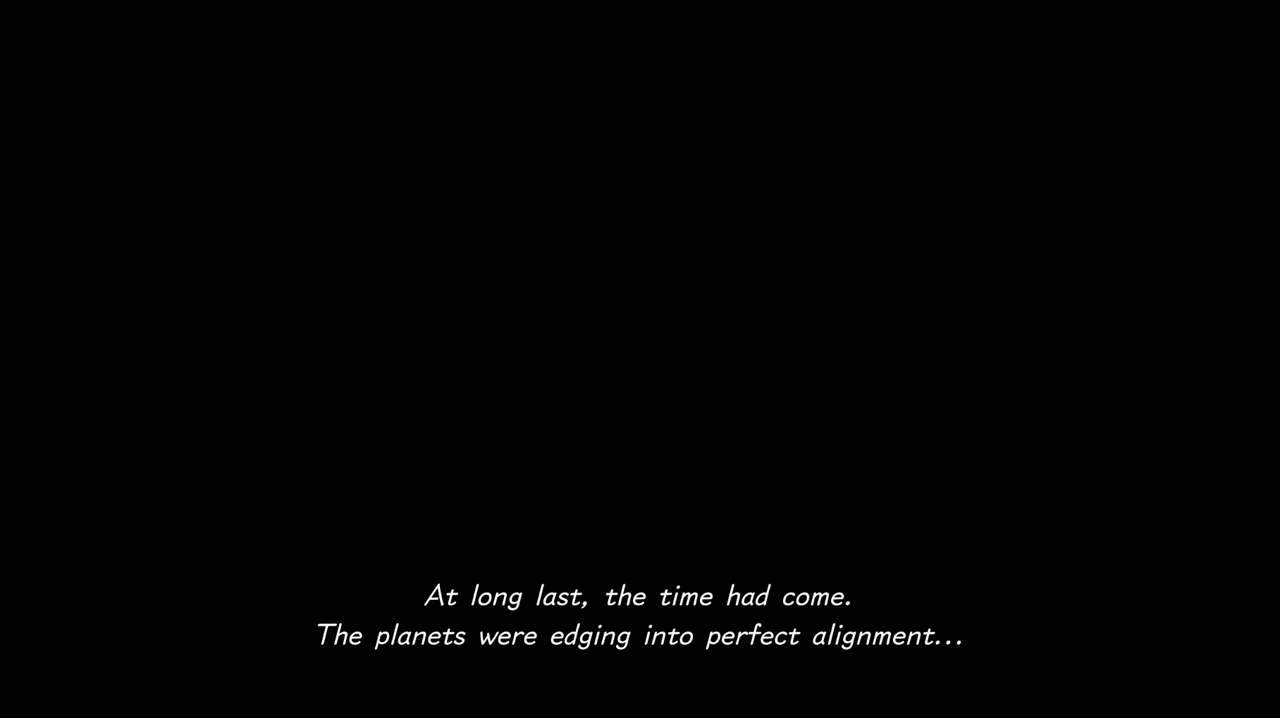 At long last, the time had come.
The planets were edging into perfect alignment...